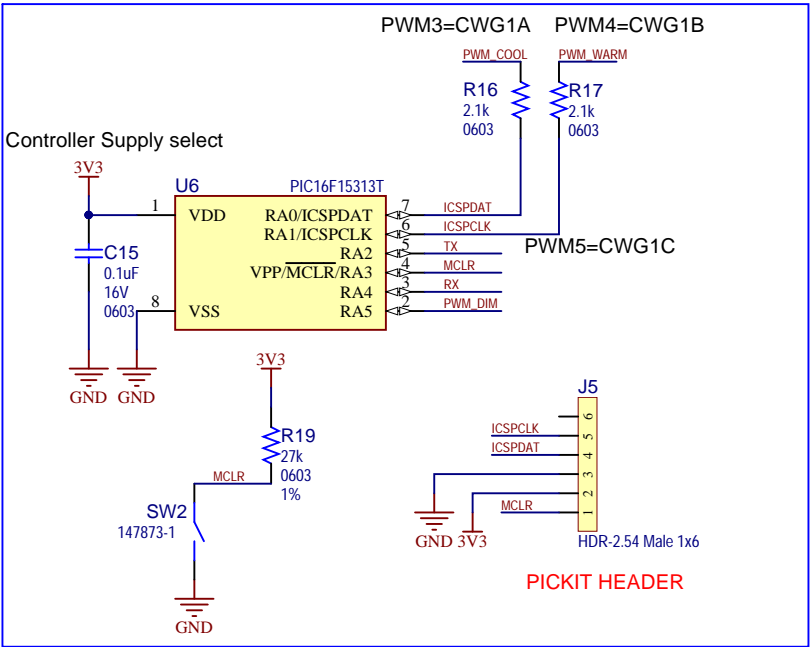 PWM3=CWG1A PWM4=CWG1B
PWM_COOL PWM_WARM
R16 R17
2.1k 2.1k
0603 0603
Controller Supply select
3V3
U6 PIC16F15313T
1 VDD RA0/ICSPDAT 7 ICSPDAT
RA1/ICSPCLK 6 ICSPCLK
RA2 5 TX PWM5=CWG1C
VPP/MCLR/RA3 4 MCLR
RA4 3 RX
8 VSS RA5 2 PWM_DIM
C15
0.1uF
16V
0603
GND GND
3V3
R19
27k
0603
1%
MCLR
SW2
147873-1
GND
J5
6
ICSPCLK 5
ICSPDAT 4
3
2
MCLR 1
GND 3V3
HDR-2.54 Male 1x6
PICKIT HEADER